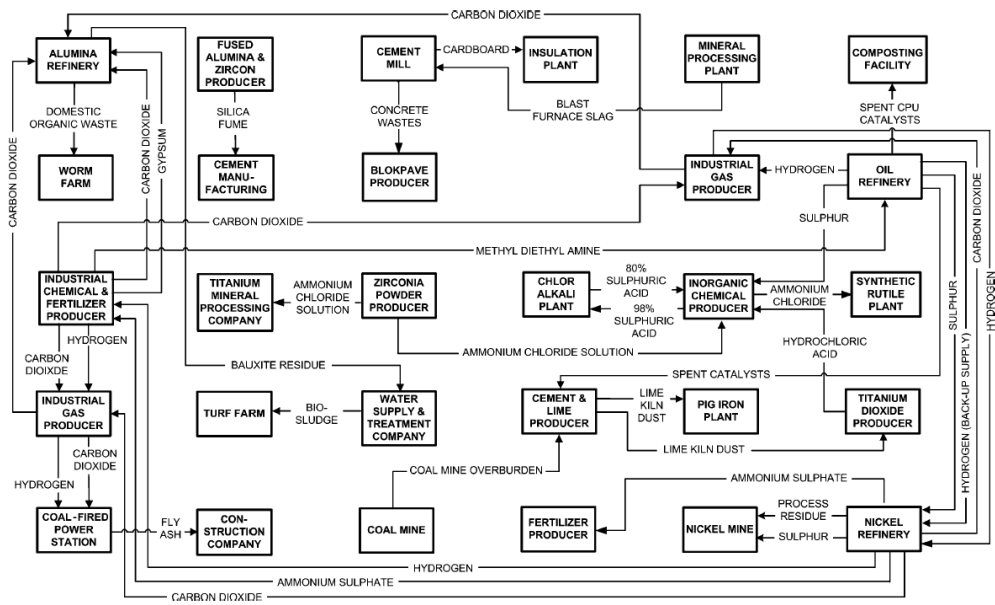 CARBON DIOXIDE
ALUMINA
REFINERY
FUSED
ALUMINA &
ZIRCON
PRODUCER
CEMENT
MILL
CARDBOARD
INSULATION
PLANT
MINERAL
PROCESSING
PLANT
COMPOSTING
FACILITY
DOMESTIC
ORGANIC WASTE
SILICA
FUME
CONCRETE
WASTES
BLAST
FURNACE SLAG
SPENT CPU
CATALYSTS
CARBON DIOXIDE
CARBON DIOXIDE
GYPSUM
WORM
FARM
CEMENT
MANU-
FACTURING
BLOKPAVE
PRODUCER
INDUSTRIAL
GAS
PRODUCER
HYDROGEN
OIL
REFINERY
CARBON DIOXIDE
SULPHUR
METHYL DIETHYL AMINE
CARBON DIOXIDE
HYDROGEN
SULPHUR
HYDROGEN (BACK-UP SUPPLY)
INDUSTRIAL
CHEMICAL &
FERTILIZER
PRODUCER
TITANIUM
MINERAL
PROCESSING
COMPANY
AMMONIUM
CHLORIDE
SOLUTION
ZIRCONIA
POWDER
PRODUCER
CHLOR
ALKALI
PLANT
80%
SULPHURIC
ACID
98%
SULPHURIC
ACID
INORGANIC
CHEMICAL
PRODUCER
AMMONIUM
CHLORIDE
SYNTHETIC
RUTILE
PLANT
HYDROGEN
CARBON
DIOIXDE
AMMONIUM CHLORIDE SOLUTION
HYDROCHLORIC
ACID
BAUXITE RESIDUE
SPENT CATALYSTS
INDUSTRIAL
GAS
PRODUCER
TURF FARM
BIO-
SLUDGE
WATER
SUPPLY &
TREATMENT
COMPANY
CEMENT &
LIME
PRODUCER
LIME
KILN
DUST
PIG IRON
PLANT
TITANIUM
DIOXIDE
PRODUCER
LIME KILN DUST
CARBON
DIOXIDE
HYDROGEN
COAL MINE OVERBURDEN
AMMONIUM SULPHATE
COAL-FIRED
POWER
STATION
FLY
ASH
CON-
STRUCTION
COMPANY
COAL MINE
FERTILIZER
PRODUCER
NICKEL MINE
PROCESS
RESIDUE
SULPHUR
NICKEL
REFINERY
HYDROGEN
AMMONIUM SULPHATE
CARBON DIOXIDE